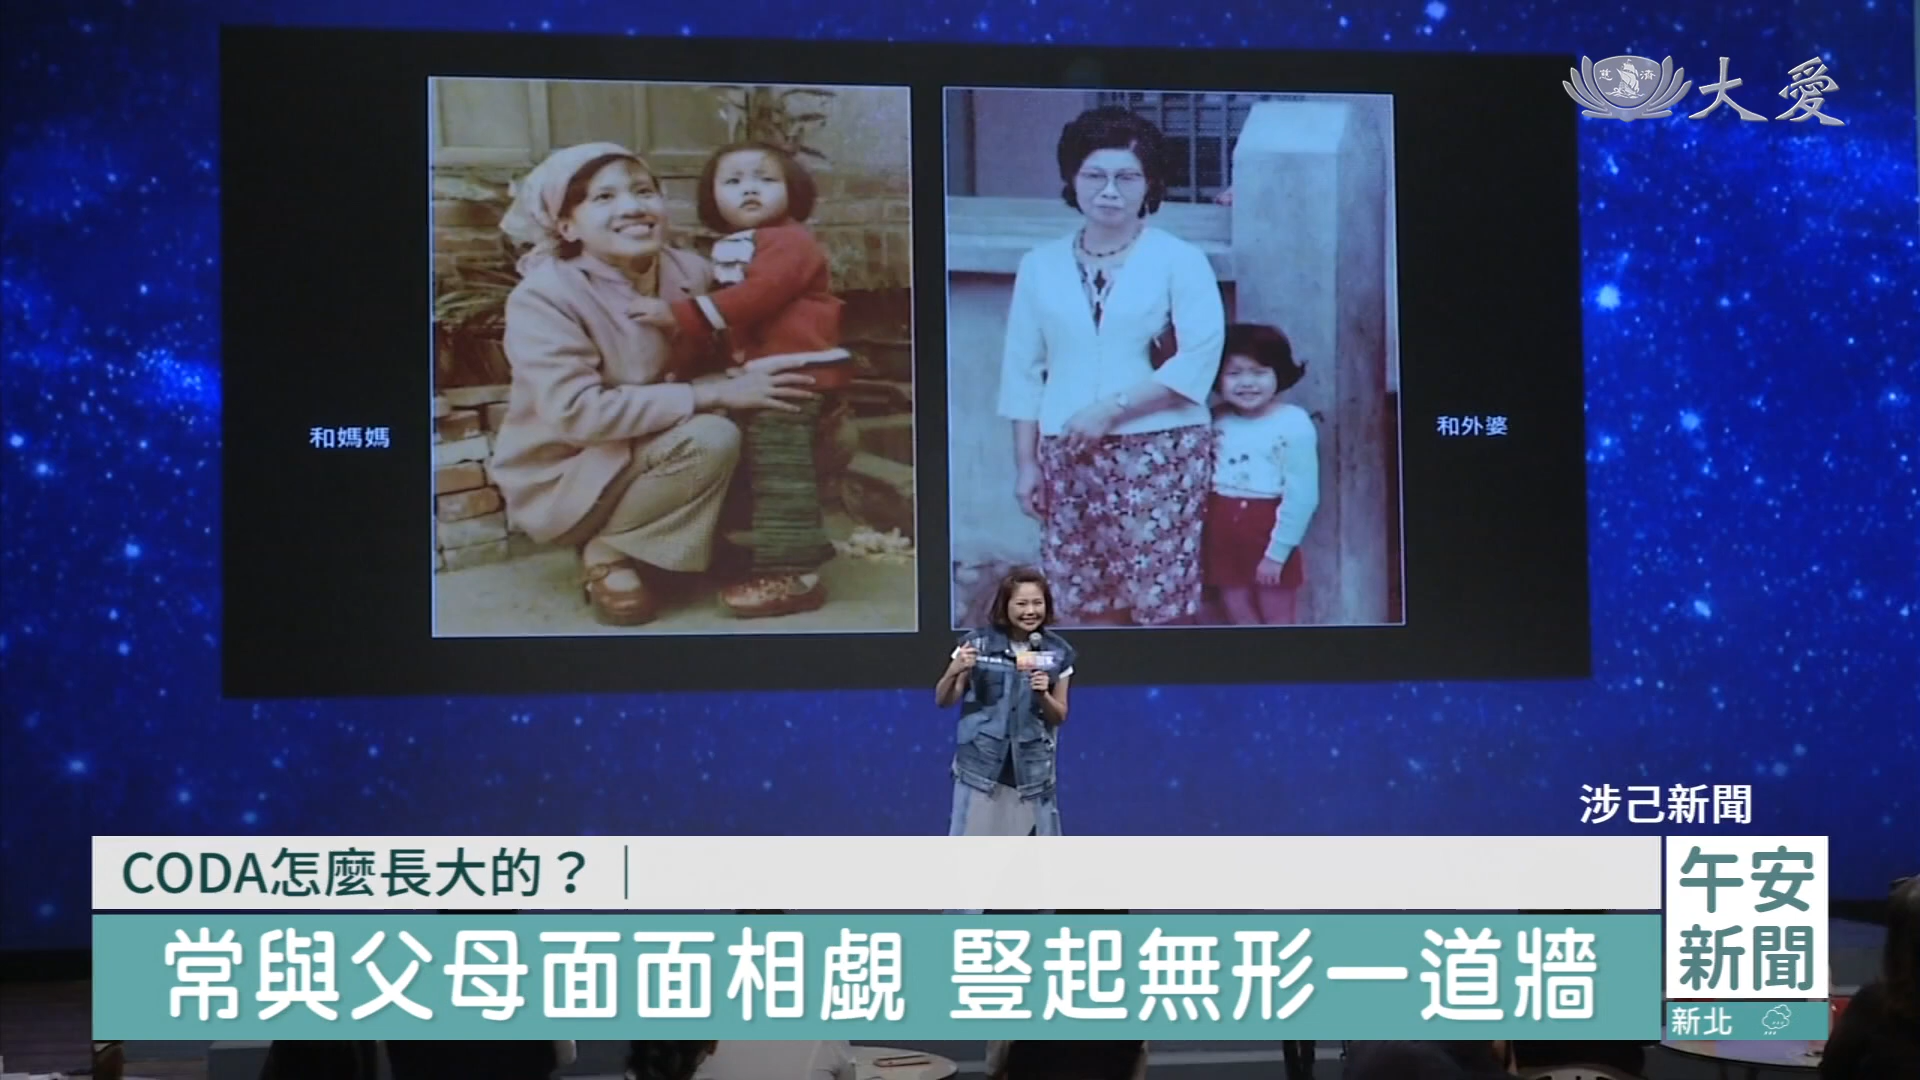 慈濟
大愛
和媽媽
和外婆
涉己新聞
CODA怎麼長大的？
午安
新聞
常與父母面面相覷 豎起無形一道牆
新北